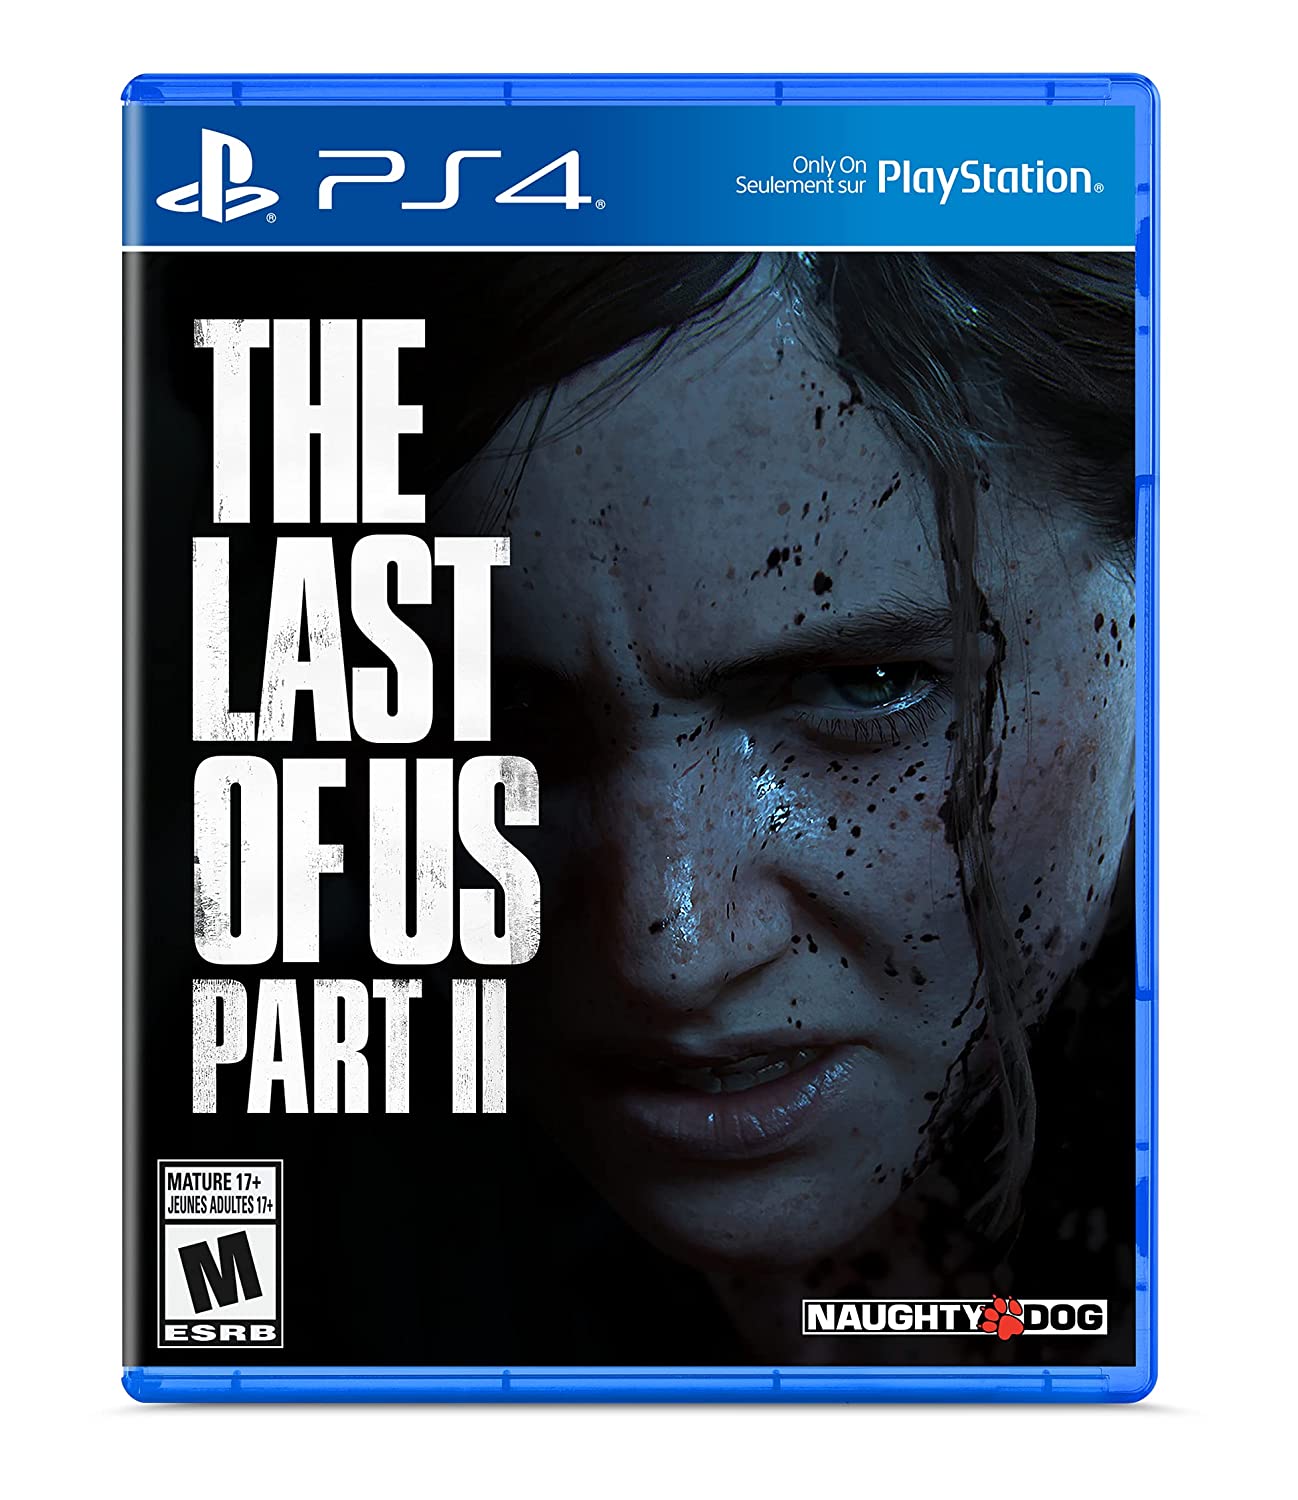 PS4®
Only On
Seulement sur
PlayStation®
THE
LAST
OF US
PART II
MATURE 17+
JEUNES ADULTES 17+
M
ESRB
NAUGHTY DOG